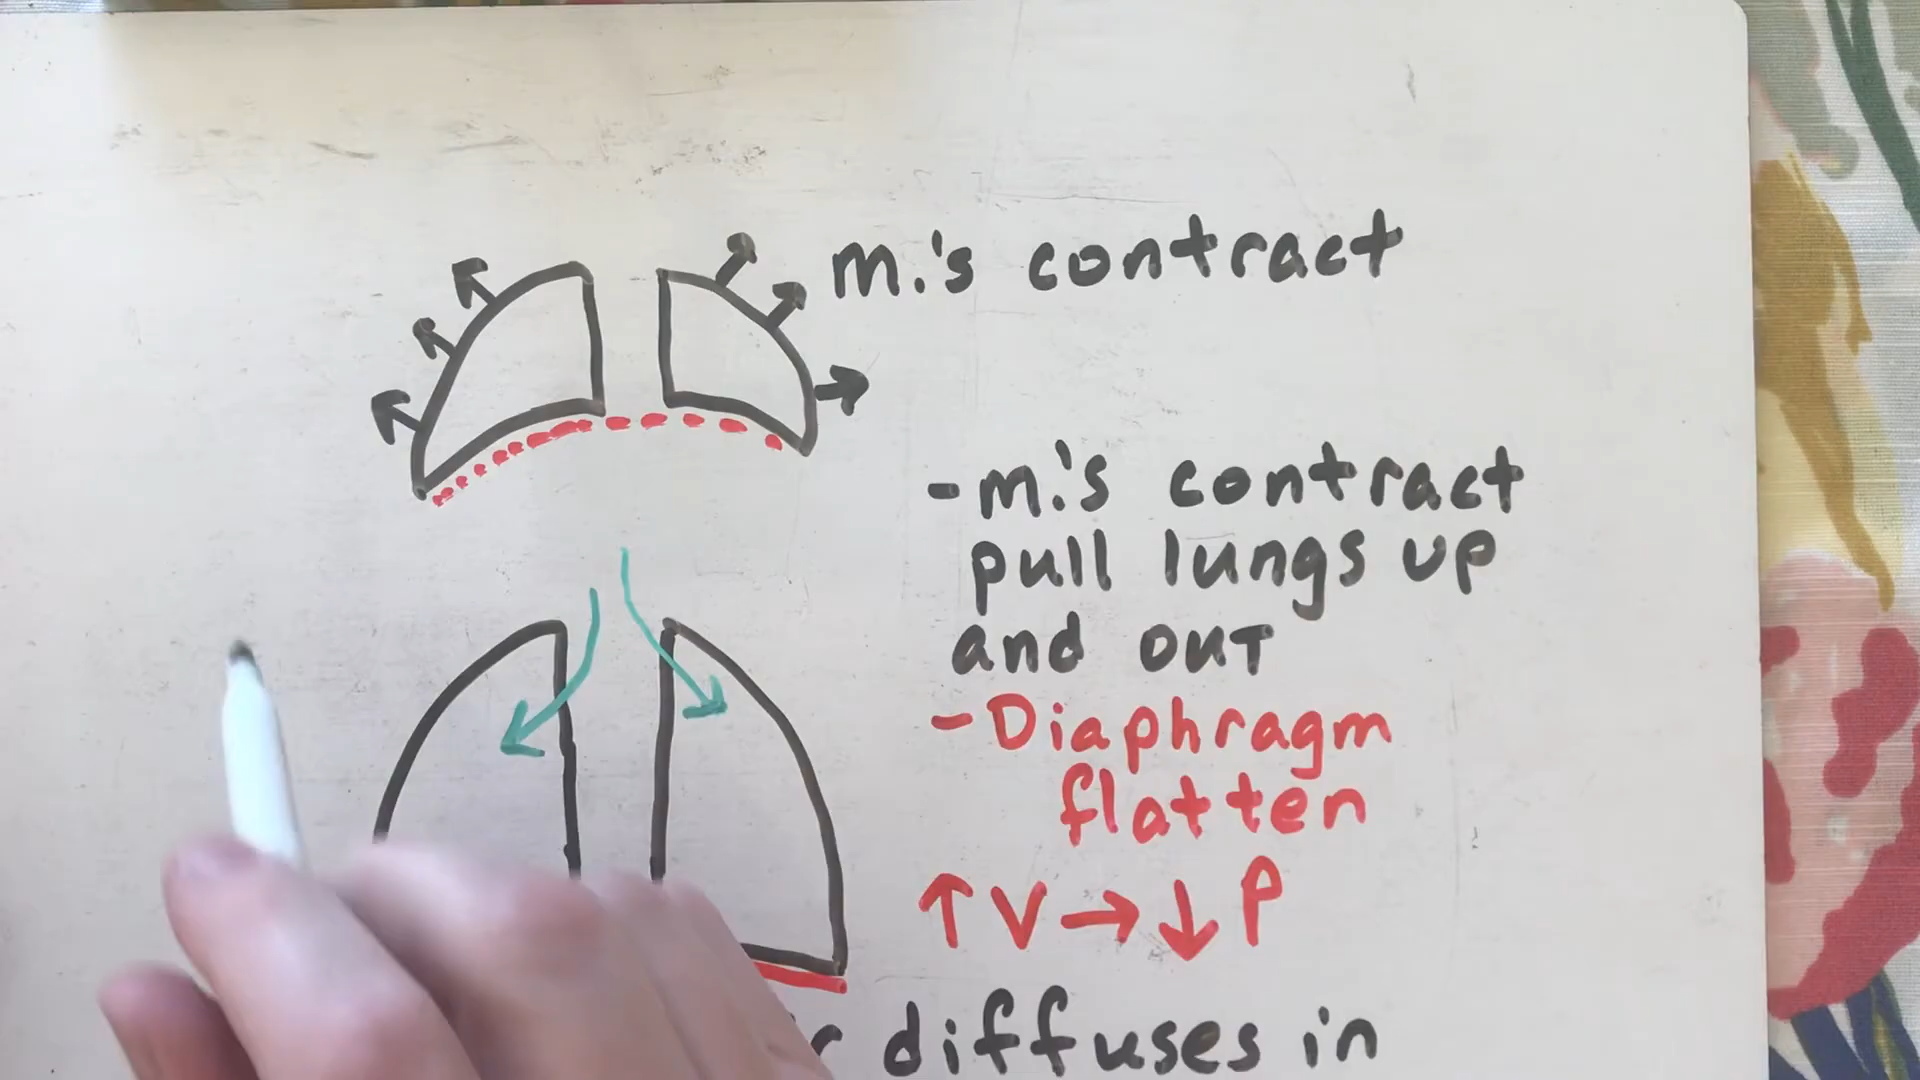 m.'s contract
-m.'s contract
pull lungs up
and OUT
-Diaphragm
flatten
↑V→↓P
diffuses in